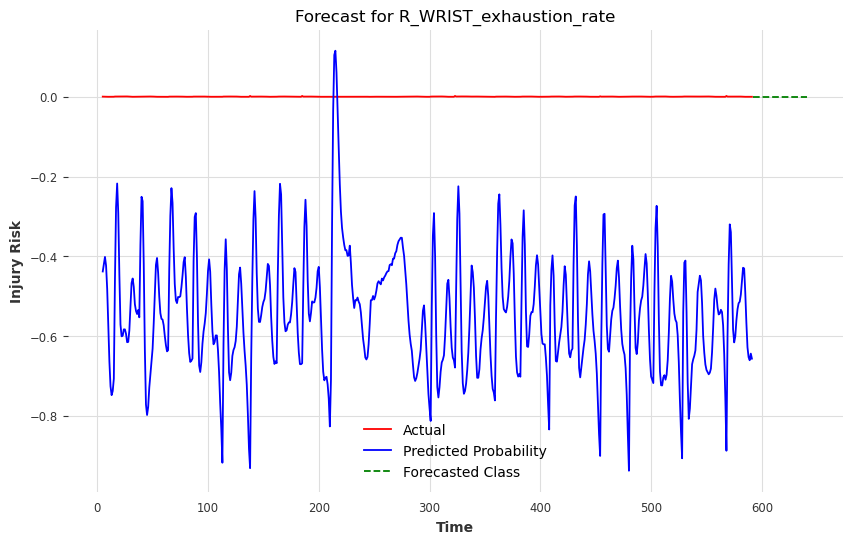 Forecast for R_WRIST_exhaustion_rate
Injury Risk
0.0
−0.2
−0.4
−0.6
−0.8
Actual
Predicted Probability
Forecasted Class
0 100 200 300 400 500 600
Time